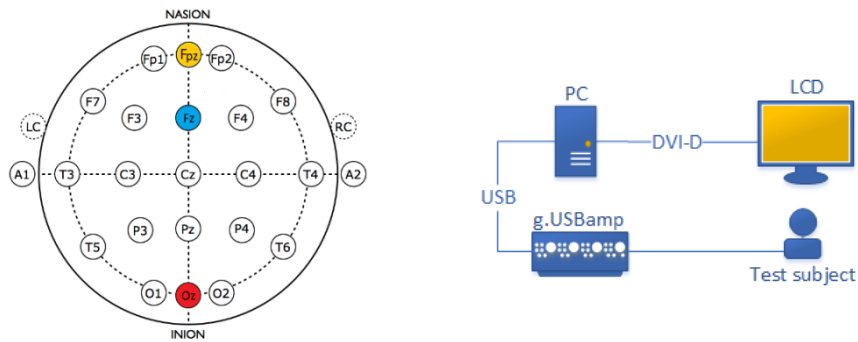 NASION
Fp1 Fpz Fp2
F7 F3 Fz F4 F8
LC RC
A1 T3 C3 Cz C4 T4 A2
T5 P3 Pz P4 T6
O1 Oz O2
INION
PC
LCD
DVI-D
USB
g.USBamp
Test subject